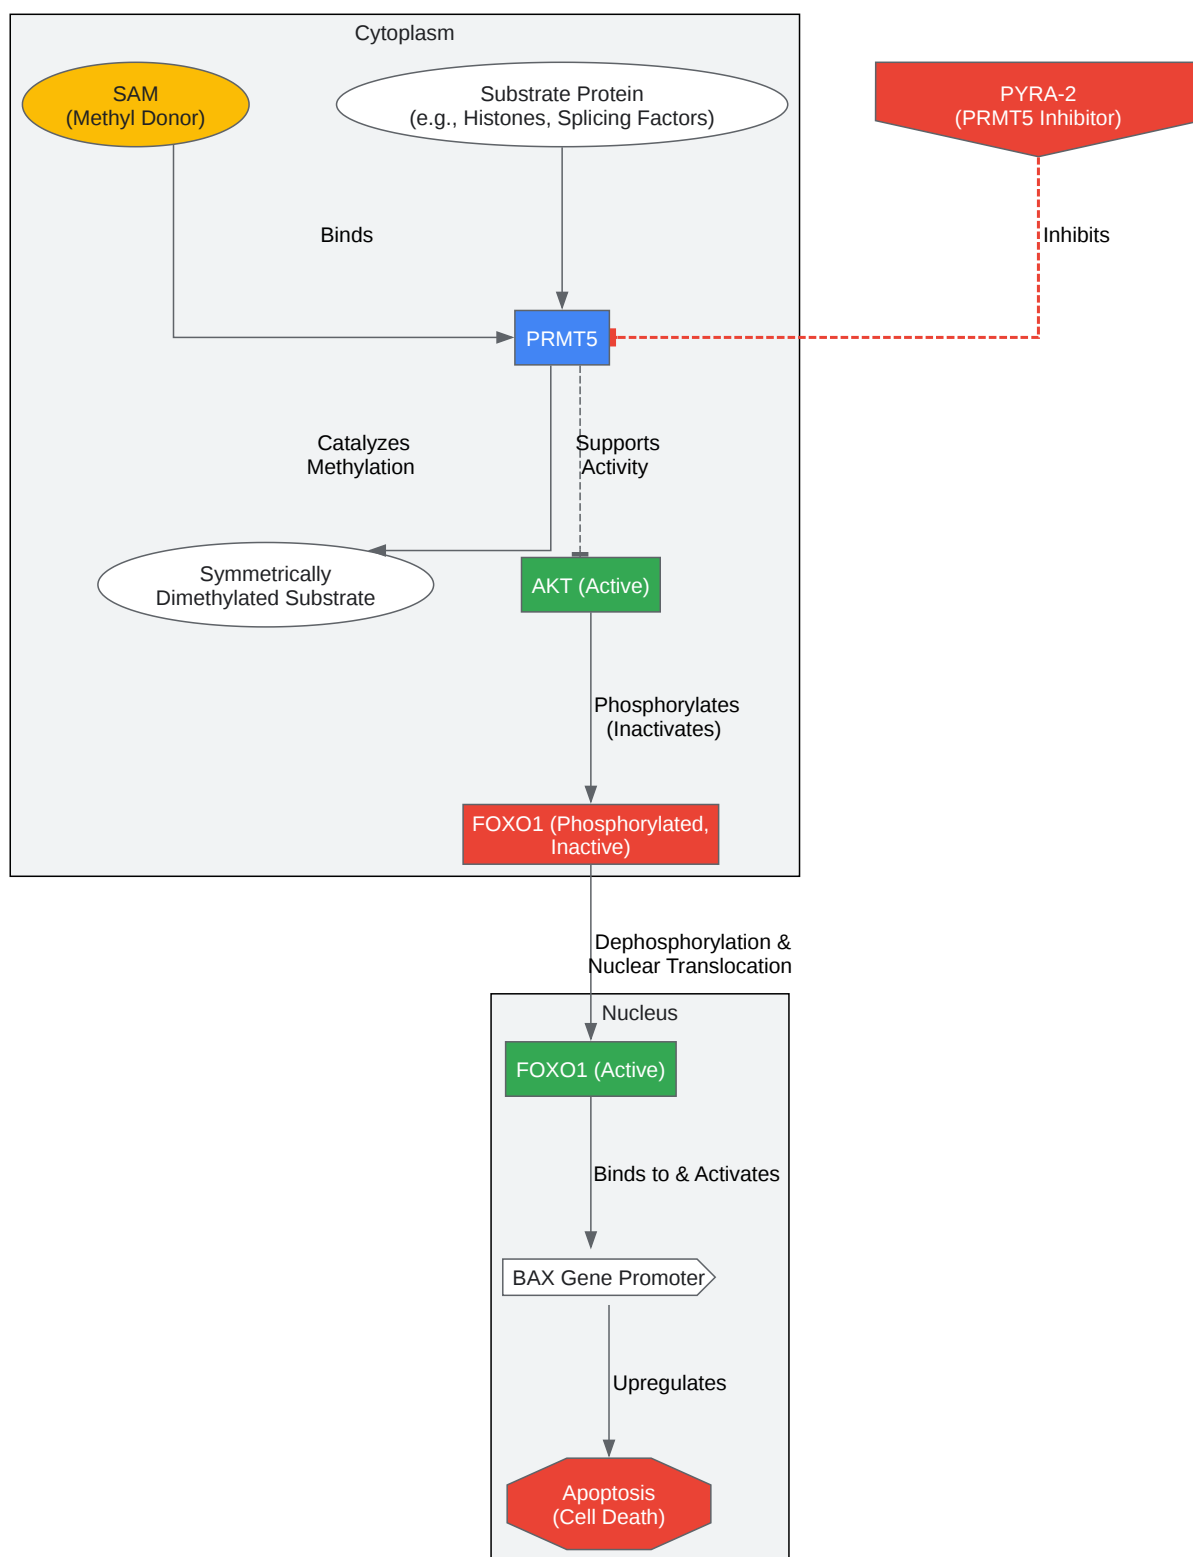 Cytoplasm
SAM
(Methyl Donor)
Substrate Protein
(e.g., Histones, Splicing Factors)
PYRA-2
(PRMT5 Inhibitor)
Binds
Inhibits
PRMT5
Catalyzes
Methylation
Supports
Activity
Symmetrically
Dimethylated Substrate
AKT (Active)
Phosphorylates
(Inactivates)
FOXO1 (Phosphorylated,
Inactive)
Dephosphorylation &
Nuclear Translocation
Nucleus
FOXO1 (Active)
Binds to & Activates
BAX Gene Promoter
Upregulates
Apoptosis
(Cell Death)